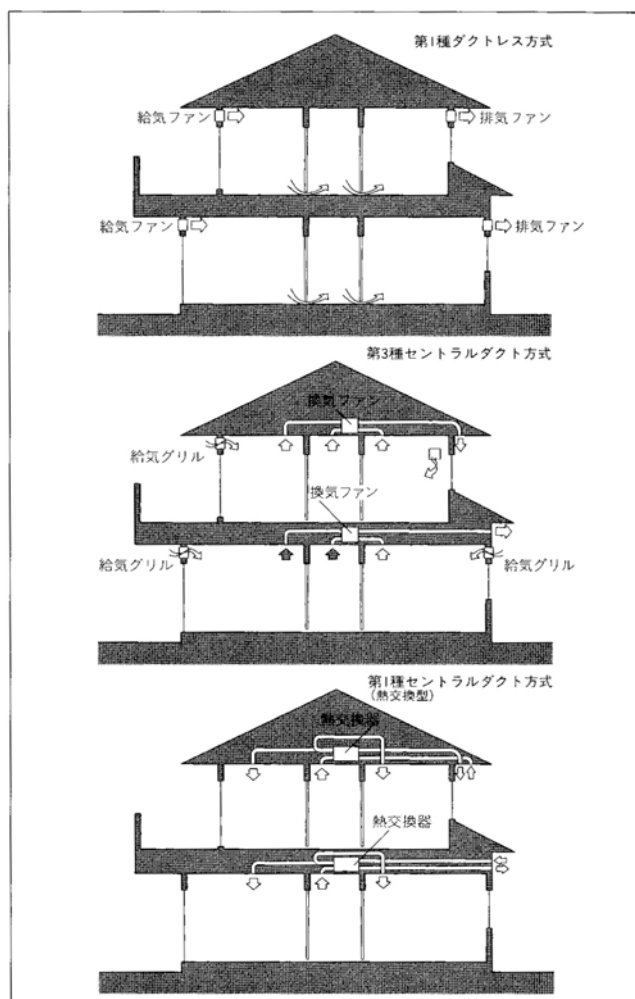 第1種ダクトレス方式
給気ファン
排気ファン
給気ファン
排気ファン
第3種セントラルダクト方式
換気ファン
給気グリル
換気ファン
給気グリル
給気グリル
第1種セントラルダクト方式
(熱交換型)
熱交換器
熱交換器